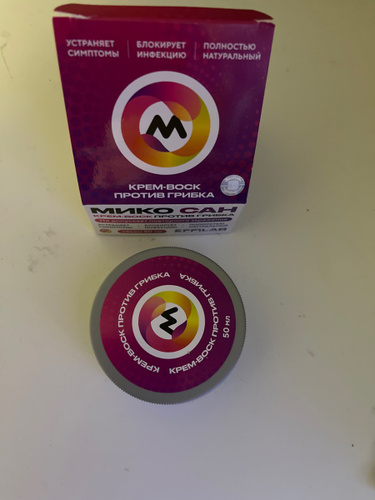 УСТРАНЯЕТ
СИМПТОМЫ
БЛОКИРУЕТ
ИНФЕКЦИЮ
ПОЛНОСТЬЮ
НАТУРАЛЬНЫЙ
М
КРЕМ-ВОСК
ПРОТИВ ГРИБКА
МИКО САН
КРЕМ-ВОСК ПРОТИВ ГРИБКА
EFFILAB
КРЕМ-ВОСК ПРОТИВ ГРИБКА
КРЕМ-ВОСК ПРОТИВ ГРИБКА
М
50 мл